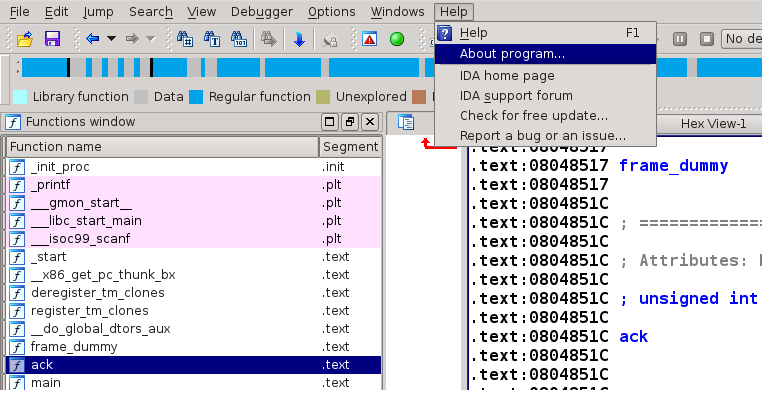 File Edit Jump Search View Debugger Options Windows Help
Help F1
About program...
IDA home page
IDA support forum
Check for free update...
Report a bug or an issue...
No de
Library function Data Regular function Unexplored
Functions window
Hex View-1
Function name Segment
_init_proc .init
_printf .plt
___gmon_start__ .plt
___libc_start_main .plt
___isoc99_scanf .plt
_start .text
__x86_get_pc_thunk_bx .text
deregister_tm_clones .text
register_tm_clones .text
__do_global_dtors_aux .text
frame_dummy .text
ack .text
main .text
.text:08048517
.text:08048517 frame_dummy
.text:08048517
.text:0804851C
.text:0804851C ; =============
.text:0804851C
.text:0804851C ; Attributes:
.text:0804851C
.text:0804851C ; unsigned int
.text:0804851C
.text:0804851C ack
.text:0804851C
.text:0804851C
.text:0804851C